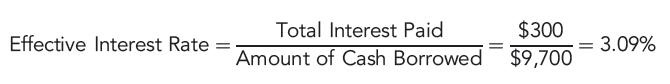 Effective Interest Rate = Total Interest Paid / Amount of Cash Borrowed = $300 / $9,700 = 3.09%